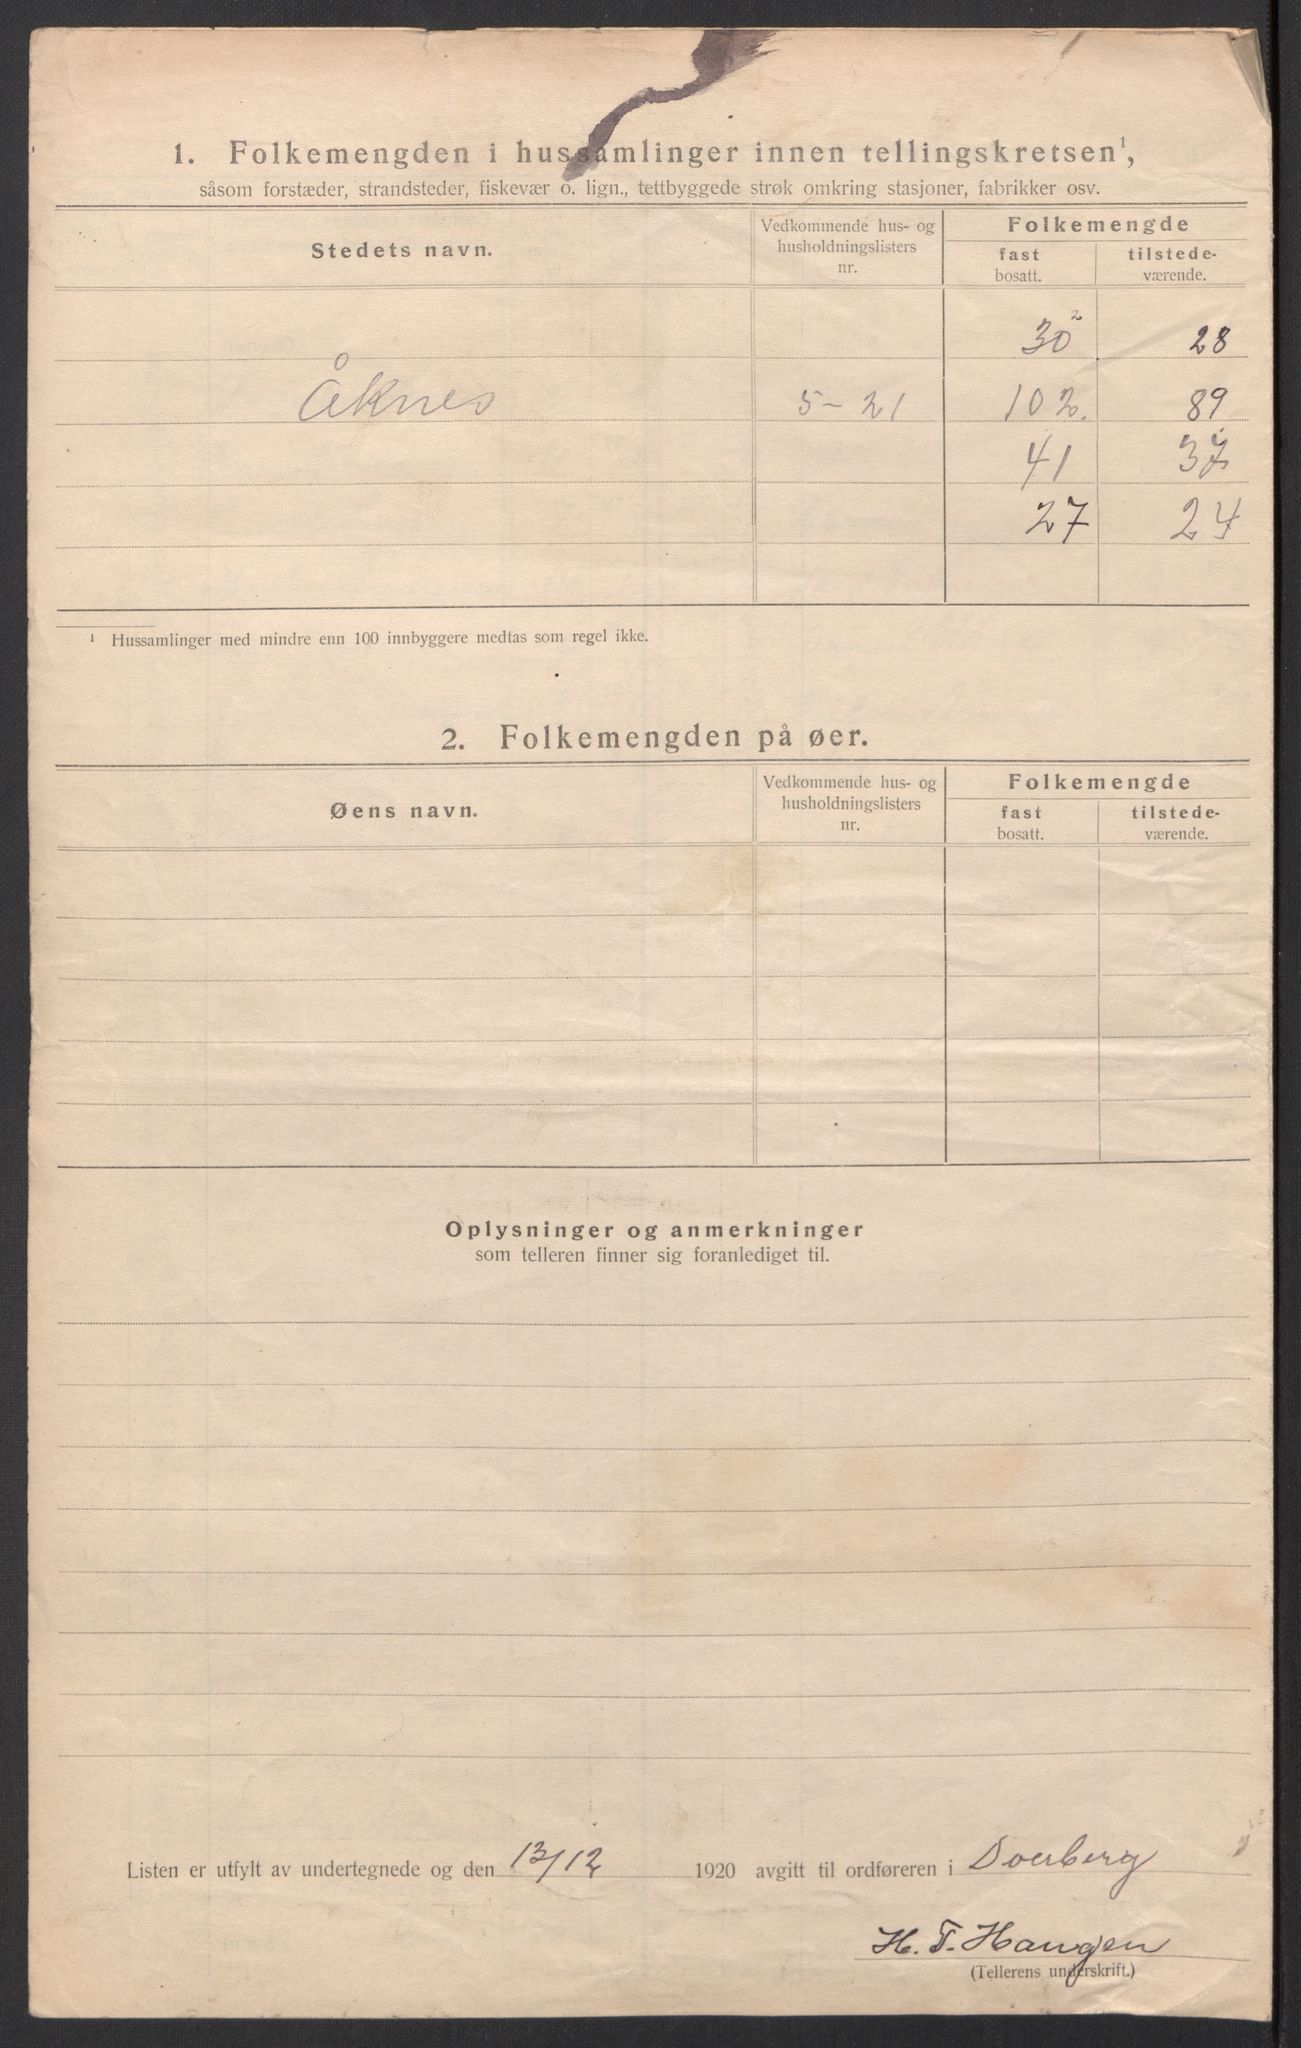 1. Folkemengden i hussamlinger innen tellingskretsen¹,
såsom forstæder, strandsteder, fiskevær o. lign., tettbyggede strøk omkring stasjoner, fabrikker osv.
Stedets navn.
Vedkommende hus- og
husholdningslisters
nr.
Folkemengde
fast
bosatt.
tilstede-
værende.
30² 28
Åknes 5-21 102. 89
41 37
27 24
¹ Hussamlinger med mindre enn 100 innbyggere medtas som regel ikke.
2. Folkemengden på øer.
Øens navn.
Vedkommende hus- og
husholdningslisters
nr.
Folkemengde
fast
bosatt.
tilstede-
værende.
Oplysninger og anmerkninger
som telleren finner sig foranlediget til.
Listen er utfylt av undertegnede og den 13/12 1920 avgitt til ordføreren i Doerberg
H. T. Haugen
(Tellerens underskrift.)